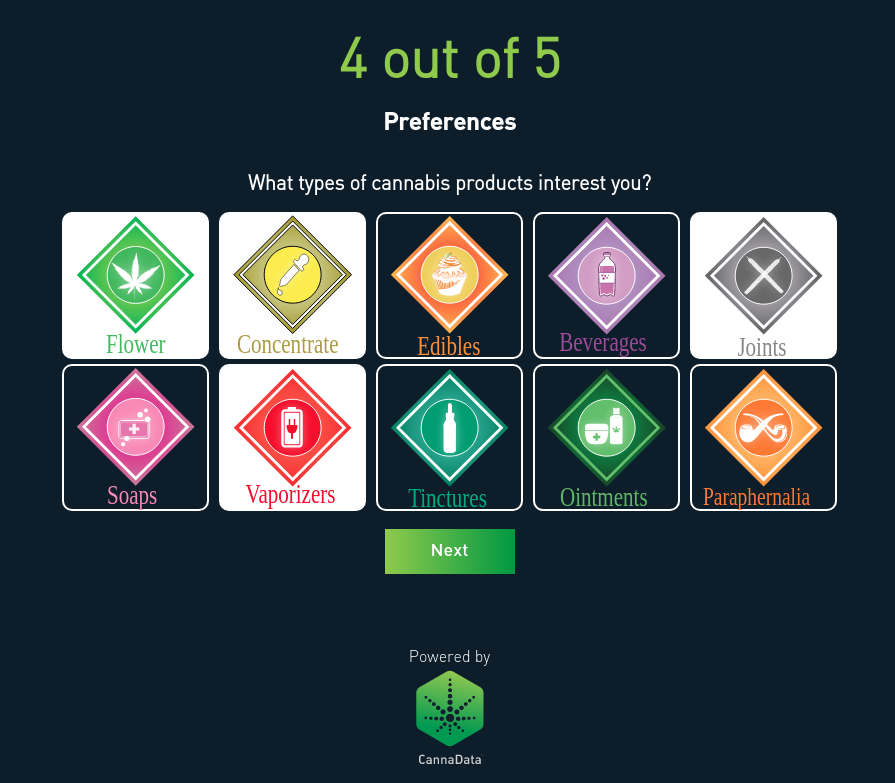 4 out of 5
Preferences
What types of cannabis products interest you?
Flower
Concentrate
Edibles
Beverages
Joints
Soaps
Vaporizers
Tinctures
Ointments
Paraphernalia
Next
Powered by
CannaData